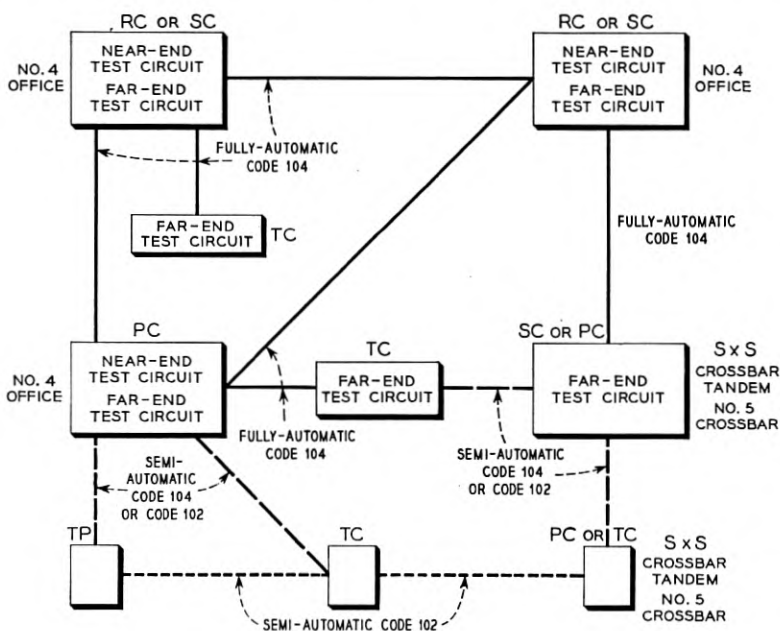 RC OR SC
RC OR SC
NO. 4
OFFICE
NEAR-END
TEST CIRCUIT
FAR-END
TEST CIRCUIT
NEAR-END
TEST CIRCUIT
FAR-END
TEST CIRCUIT
NO. 4
OFFICE
FULLY-AUTOMATIC
CODE 104
FAR-END
TEST CIRCUIT
TC
FULLY-AUTOMATIC
CODE 104
PC
NO. 4
OFFICE
NEAR-END
TEST CIRCUIT
FAR-END
TEST CIRCUIT
TC
FAR-END
TEST CIRCUIT
SC OR PC
FAR-END
TEST CIRCUIT
S x S
CROSSBAR
TANDEM
NO. 5
CROSSBAR
FULLY-AUTOMATIC
CODE 104
SEMI-
AUTOMATIC
CODE 104
OR CODE 102
SEMI-AUTOMATIC
CODE 104
OR CODE 102
TP
TC
PC OR TC
S x S
CROSSBAR
TANDEM
NO. 5
CROSSBAR
SEMI-AUTOMATIC CODE 102